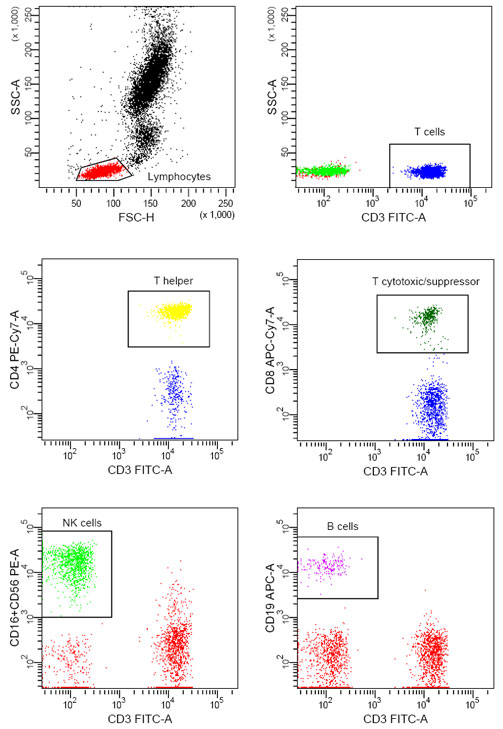 (x 1,000)
250
200
150
100
50
SSC-A
Lymphocytes
50 100 150 200 250
FSC-H
(x 1,000)
(x 1,000)
250
200
150
100
50
SSC-A
T cells
10² 10³ 10⁴ 10⁵
CD3 FITC-A
T helper
10⁵
10⁴
10³
10²
CD4 PE-Cy7-A
10² 10³ 10⁴ 10⁵
CD3 FITC-A
T cytotoxic/suppressor
10⁵
10⁴
10³
10²
CD8 APC-Cy7-A
10² 10³ 10⁴ 10⁵
CD3 FITC-A
NK cells
10⁵
10⁴
10³
10²
CD16+CD56 PE-A
10² 10³ 10⁴ 10⁵
CD3 FITC-A
B cells
10⁵
10⁴
10³
10²
CD19 APC-A
10² 10³ 10⁴ 10⁵
CD3 FITC-A